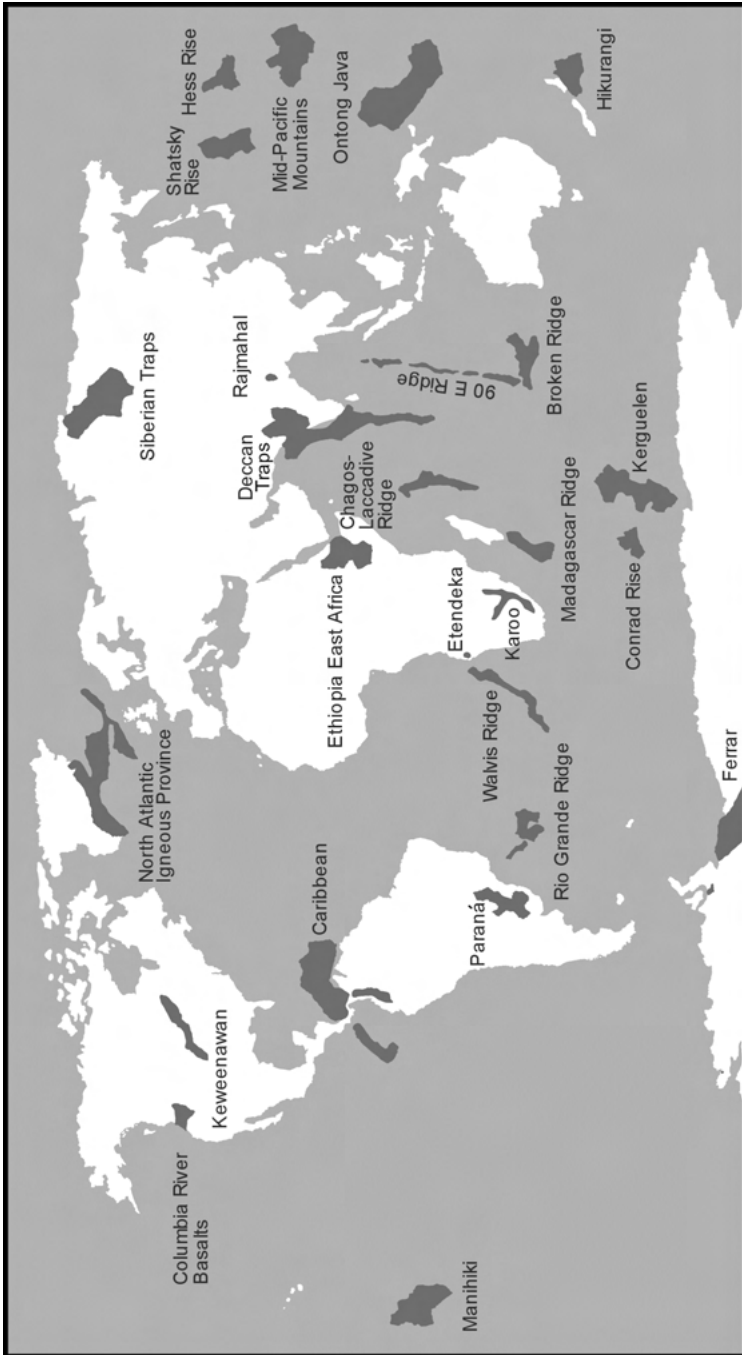 Siberian Traps
North Atlantic
Igneous Province
Shatsky
Rise
Hess Rise
Columbia River
Basalts
Keweenawan
Rajmahal
Deccan
Traps
Mid-Pacific
Mountains
Caribbean
Ethiopia East Africa
Chagos-
Laccadive
Ridge
Ontong Java
90 E Ridge
Manihiki
Paraná
Etendeka
Walvis Ridge
Karoo
Rio Grande Ridge
Madagascar Ridge
Broken Ridge
Hikurangi
Conrad Rise
Kerguelen
Ferrar